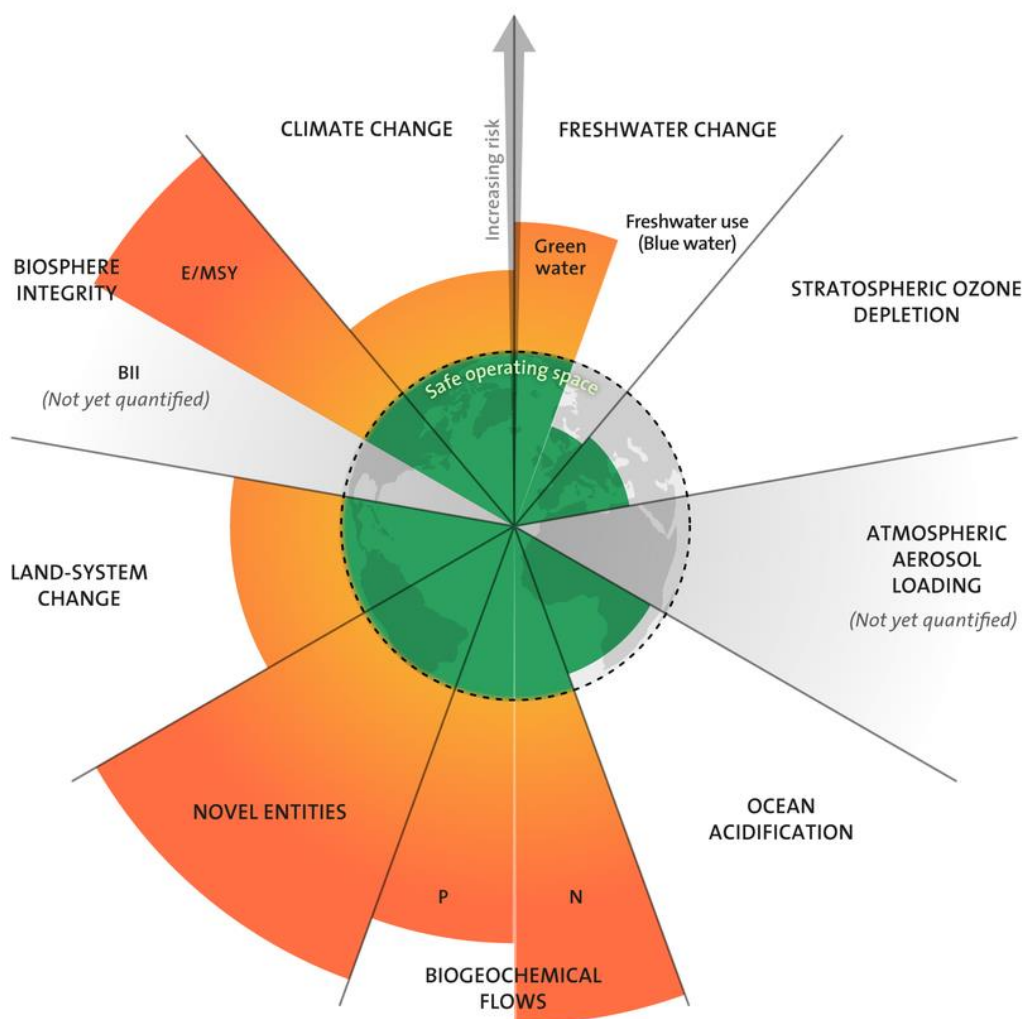 CLIMATE CHANGE
FRESHWATER CHANGE
Increasing risk
Freshwater use
(Blue water)
Green
water
E/MSY
BIOSPHERE
INTEGRITY
STRATOSPHERIC OZONE
DEPLETION
BII
(Not yet quantified)
Safe operating space
ATMOSPHERIC
AEROSOL
LOADING
(Not yet quantified)
LAND-SYSTEM
CHANGE
NOVEL ENTITIES
OCEAN
ACIDIFICATION
P
N
BIOGEOCHEMICAL
FLOWS